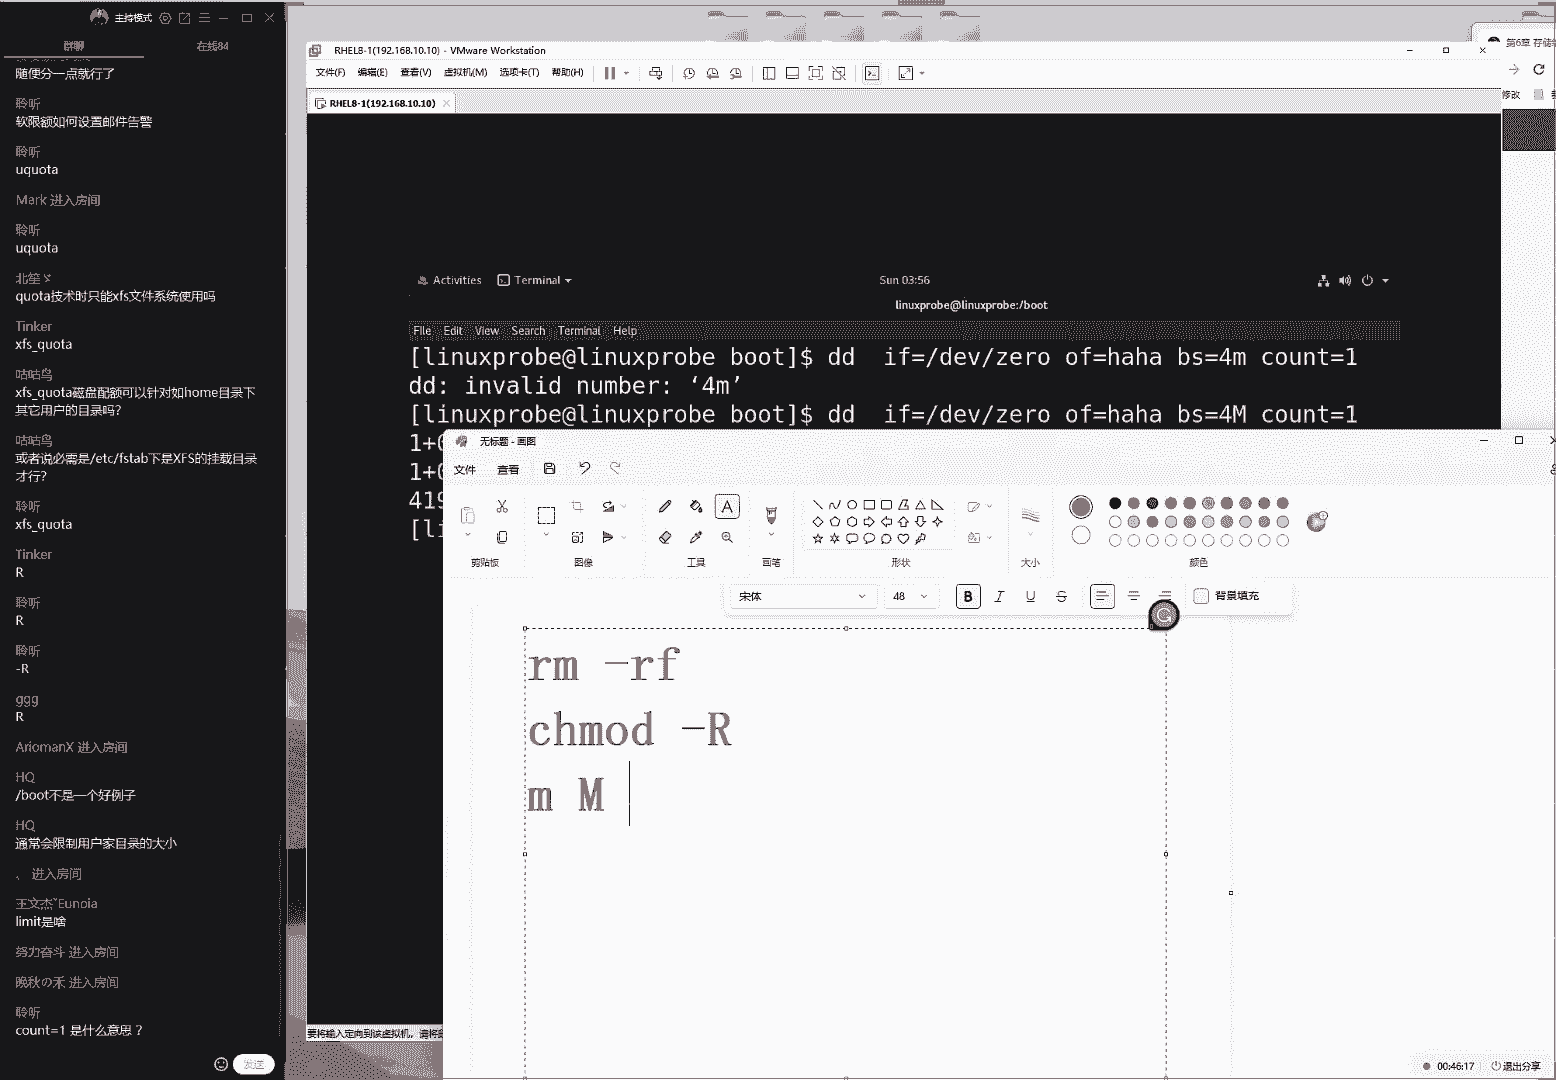 主持模式
群聊
在线84
随便分一点就行了
聆听
软限额如何设置邮件告警
聆听
uquota
Mark 进入房间
聆听
uquota
quota技术时只能xfs文件系统使用吗
Tinker
xfs_quota
咕咕鸟
xfs_quota磁盘配额可以针对如home目录下
其它用户的目录吗?
咕咕鸟
或者说必需是/etc/fstab下是XFS的挂载目录
才行?
聆听
xfs_quota
Tinker
R
聆听
R
聆听
-R
ggg
R
AriomanX 进入房间
HQ
/boot不是一个好例子
HQ
通常会限制用户家目录的大小
、 进入房间
王文杰˜Eunoia
limit是啥
努力奋斗 进入房间
晚秋の禾 进入房间
聆听
count=1 是什么意思？
发送
RHEL8-1(192.168.10.10) - VMware Workstation
文件(F) 编辑(E) 查看(V) 虚拟机(M) 选项卡(T) 帮助(H)
RHEL8-1(192.168.10.10)
Activities Terminal Sun 03:56
linuxprobe@linuxprobe:/boot
File Edit View Search Terminal Help
[linuxprobe@linuxprobe boot]$ dd  if=/dev/zero of=haha bs=4m count=1
dd: invalid number: ‘4m’
[linuxprobe@linuxprobe boot]$ dd  if=/dev/zero of=haha bs=4M count=1
1+0
1+0
419
[li
无标题 - 画图
文件 查看
剪贴板 图像 工具 画笔 形状 大小 颜色
宋体 48 B I U S 背景填充
rm -rf
chmod -R
m M
要将输入定向到该虚拟机，请将
第6章 存储
修改
00:46:17 退出分享